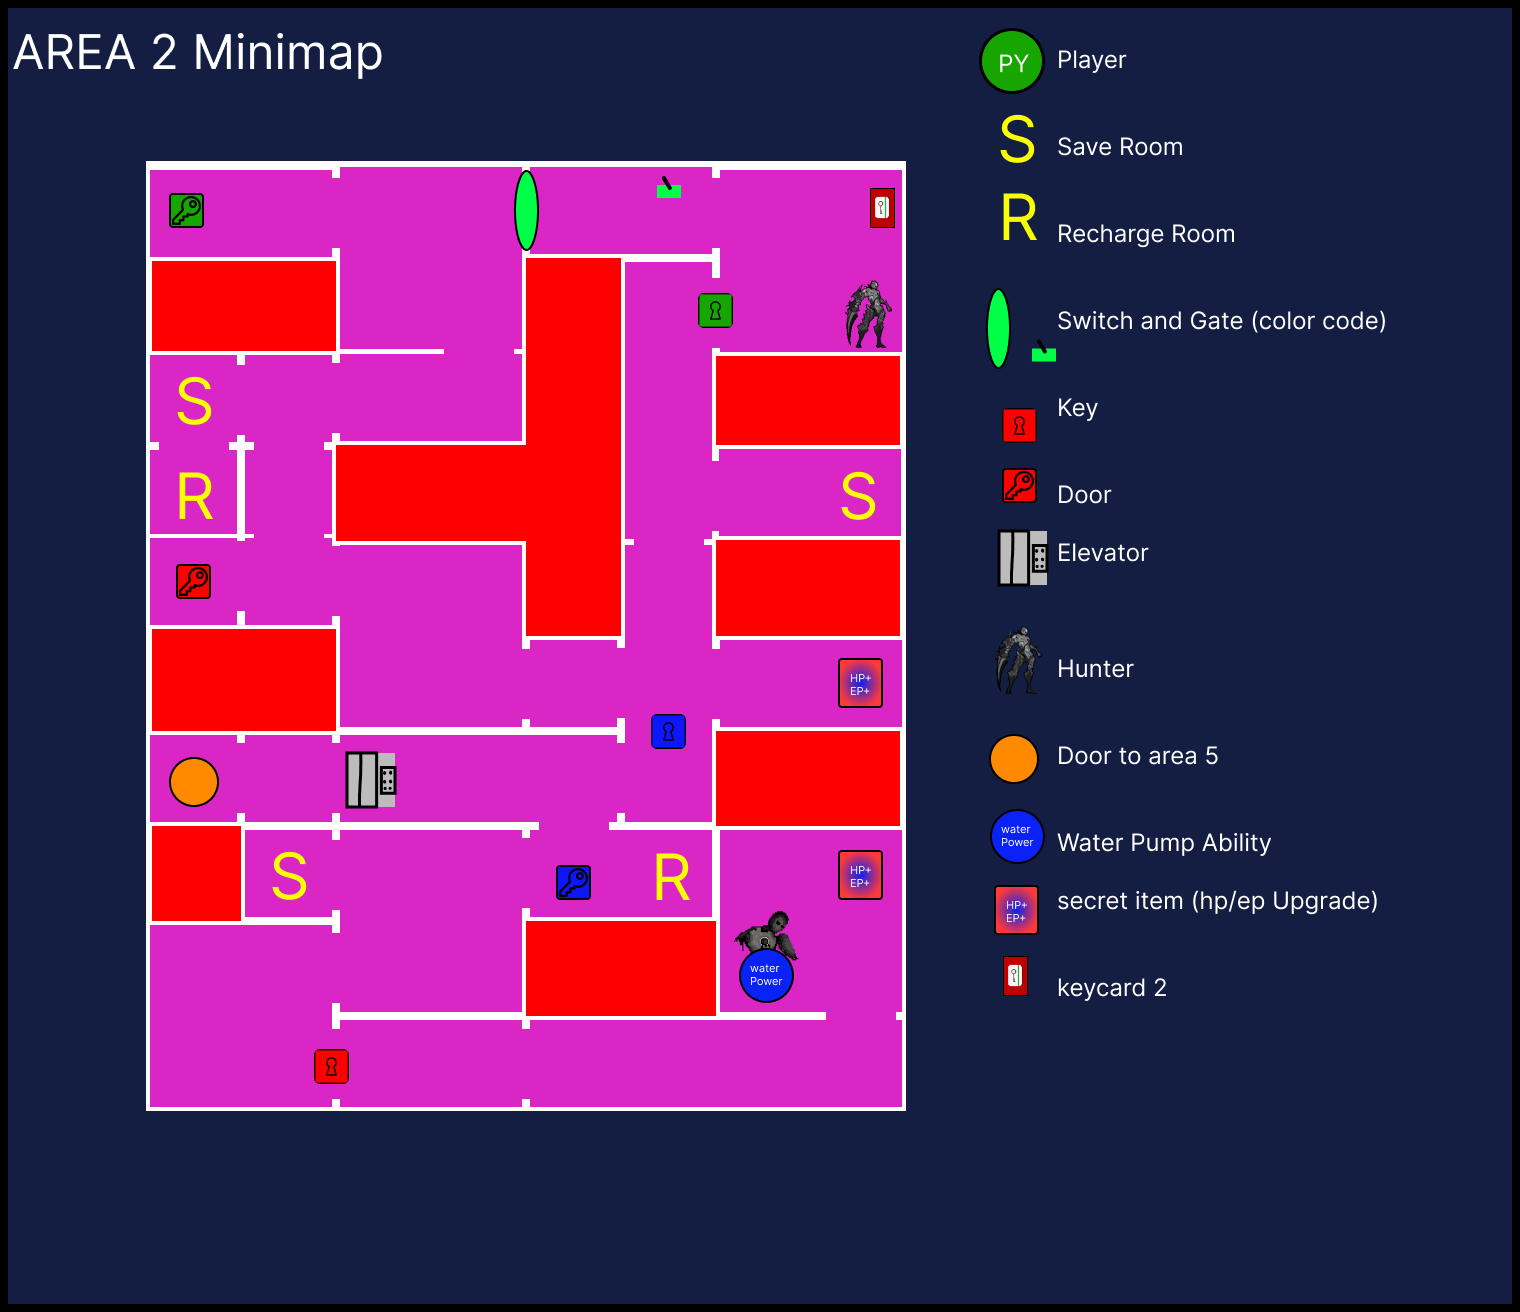 AREA 2 Minimap
PY Player
S Save Room
R Recharge Room
Switch and Gate (color code)
Key
Door
Elevator
Hunter
Door to area 5
water
Power
Water Pump Ability
HP+
EP+
secret item (hp/ep Upgrade)
keycard 2
S
R
S
HP+
EP+
S
R
HP+
EP+
water
Power